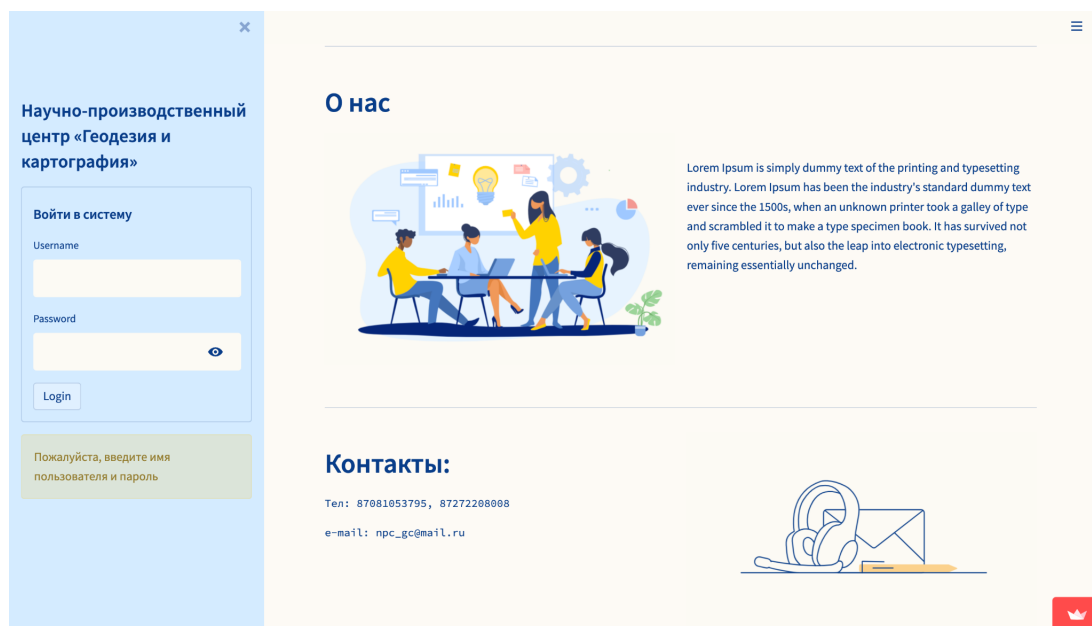 Научно-производственный
центр «Геодезия и
картография»
Войти в систему
Username
Password
Login
Пожалуйста, введите имя
пользователя и пароль
О нас
Lorem Ipsum is simply dummy text of the printing and typesetting
industry. Lorem Ipsum has been the industry's standard dummy text
ever since the 1500s, when an unknown printer took a galley of type
and scrambled it to make a type specimen book. It has survived not
only five centuries, but also the leap into electronic typesetting,
remaining essentially unchanged.
Контакты:
Тел: 87081053795, 87272208008
e-mail: npc_gc@mail.ru